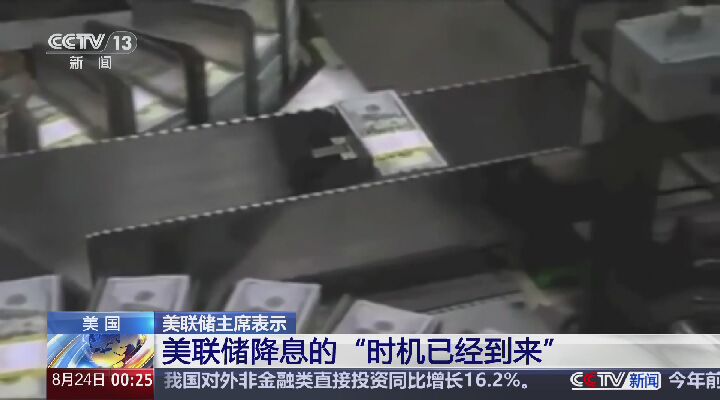 CCTV 13
新闻
美国
美联储主席表示
美联储降息的“时机已经到来”
8月24日 00:25
我国对外非金融类直接投资同比增长16.2%。
CCTV新闻 今年前